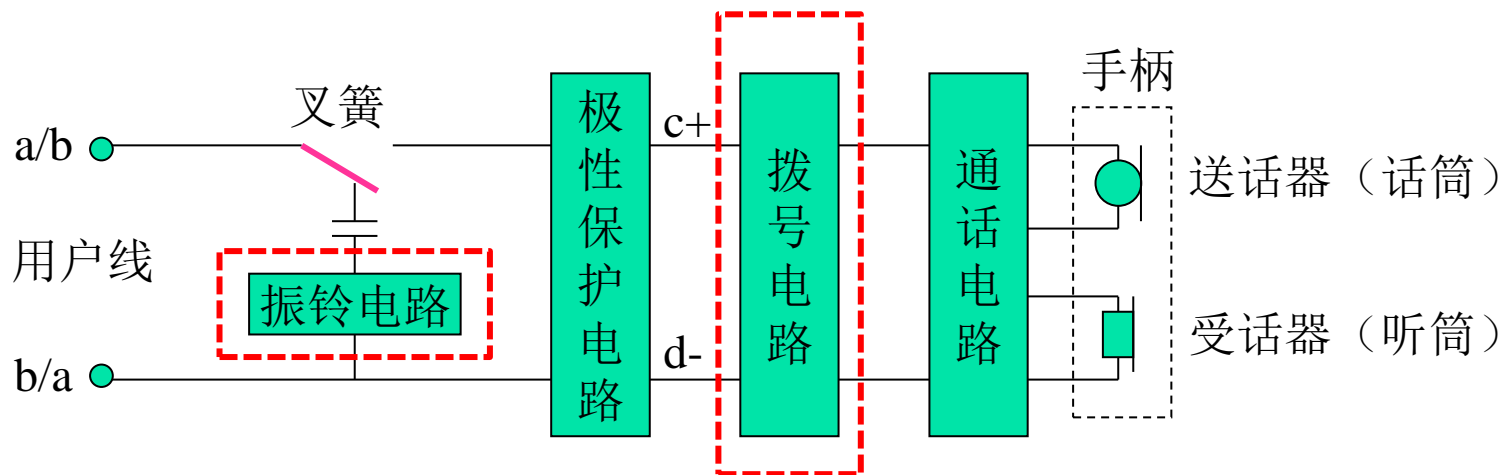 a/b
叉簧
用户线
振铃电路
b/a
极性保护电路
c+
d-
拨号电路
通话电路
手柄
送话器（话筒）
受话器（听筒）